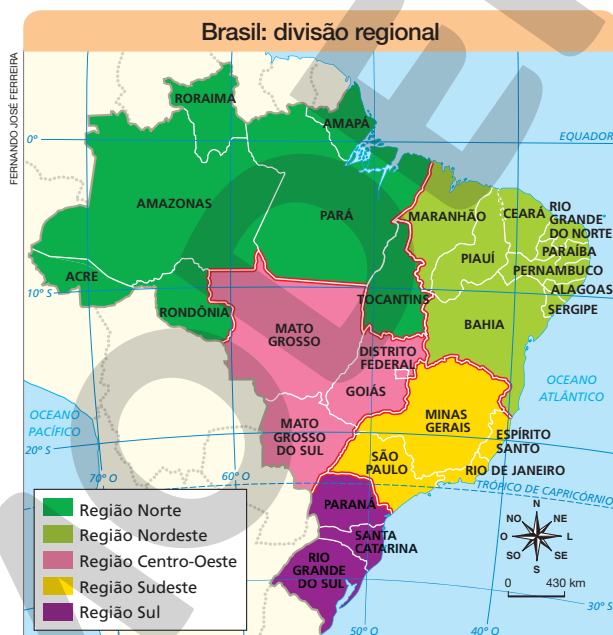 Brasil: divisão regional
FERNANDO JOSÉ FERREIRA
RORAIMA
AMAPÁ
0°
EQUADOR
AMAZONAS
PARÁ
MARANHÃO
CEARÁ
RIO
GRANDE
DO NORTE
PIAUÍ
PARAÍBA
PERNAMBUCO
ACRE
ALAGOAS
10° S
TOCANTINS
SERGIPE
RONDÔNIA
BAHIA
MATO
GROSSO
DISTRITO
FEDERAL
GOIÁS
OCEANO
ATLÂNTICO
OCEANO
PACÍFICO
MINAS
GERAIS
MATO
GROSSO
DO SUL
ESPÍRITO
SANTO
20° S
SÃO
PAULO
RIO DE JANEIRO
70° O
60° O
TRÓPICO DE CAPRICÓRNIO
PARANÁ
SANTA
CATARINA
RIO
GRANDE
DO SUL
Região Norte
Região Nordeste
Região Centro-Oeste
Região Sudeste
Região Sul
N
NO
NE
O
L
SO
SE
S
0 430 km
30° S
50° O
40° O